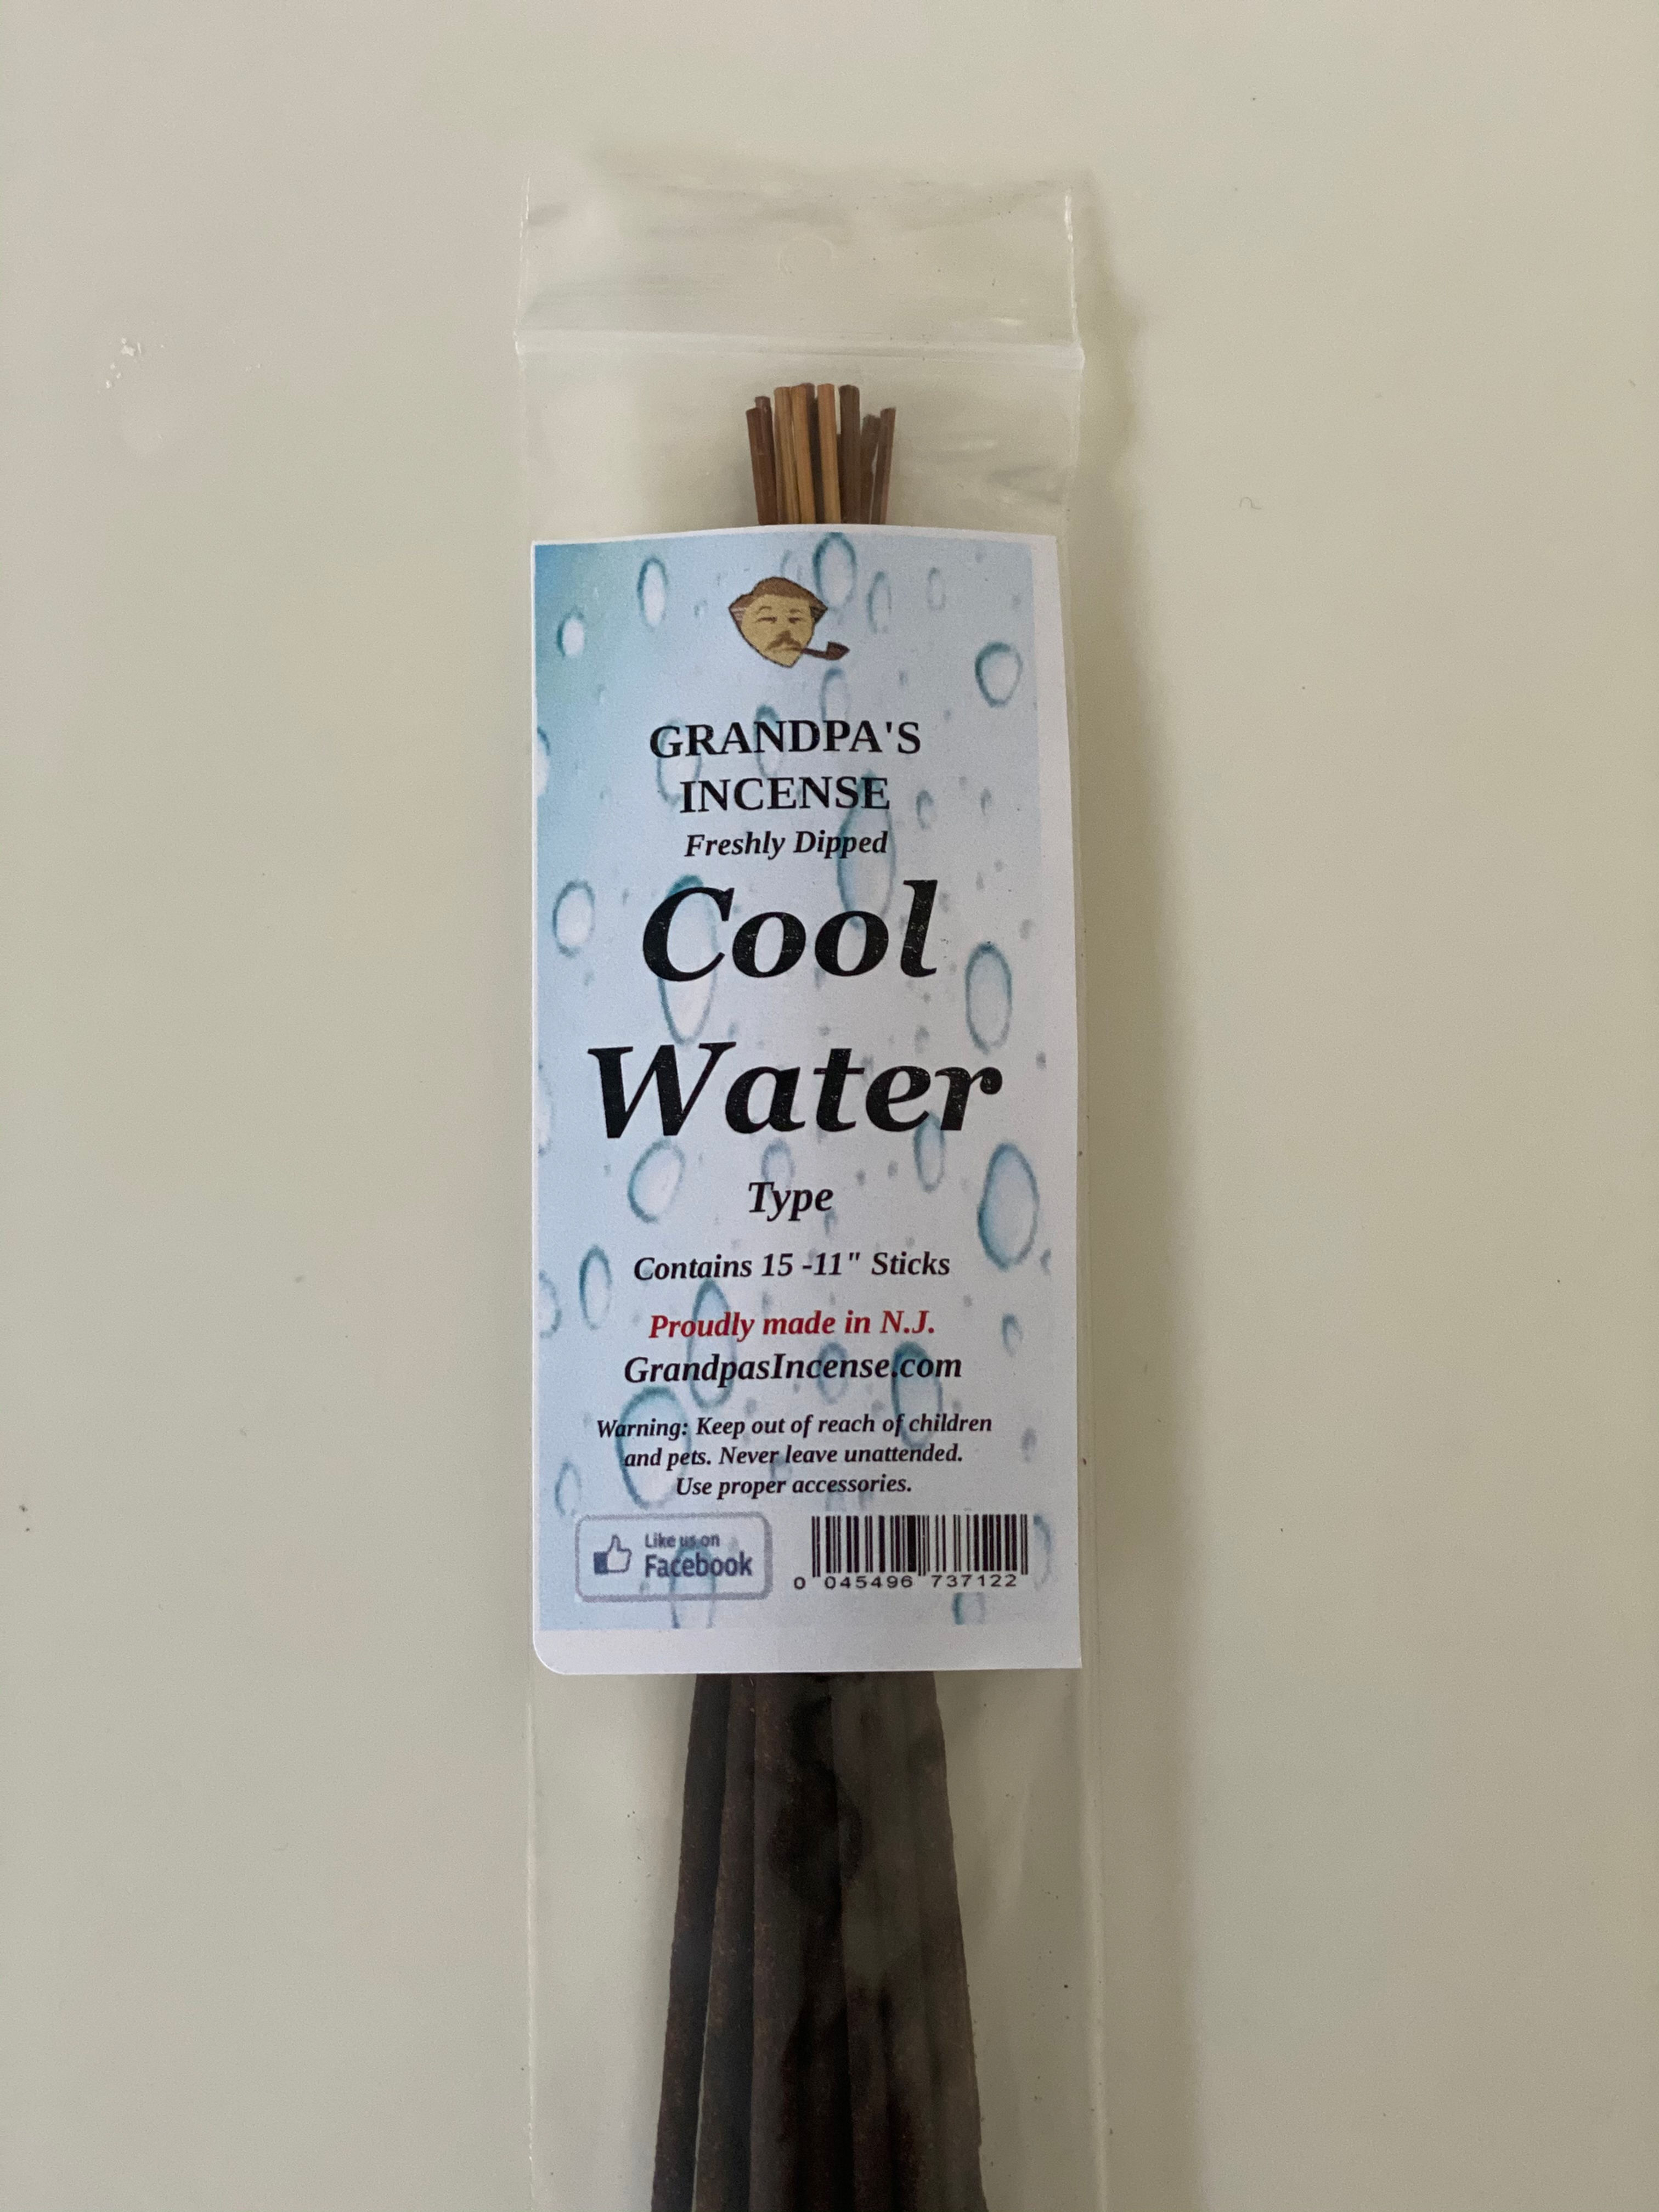 GRANDPA'S
INCENSE
Freshly Dipped
Cool
Water
Type
Contains 15 -11" Sticks
Proudly made in N.J.
GrandpasIncense.com
Warning: Keep out of reach of children
and pets. Never leave unattended.
Use proper accessories.
Like us on
Facebook
0 045496 737122